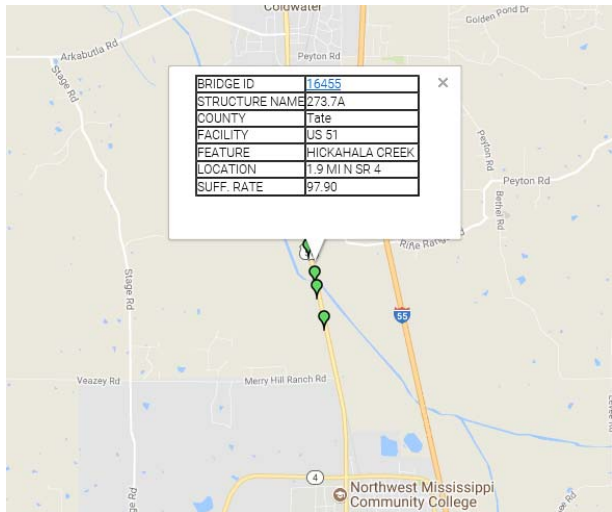 Coldwater
Golden Pond Dr
Arkabutla Rd
Peyton Rd
Stage Rd
BRIDGE ID 16455
STRUCTURE NAME 273.7A
COUNTY Tate
FACILITY US 51
FEATURE HICKAHALA CREEK
LOCATION 1.9 MI N SR 4
SUFF. RATE 97.90
×
Peyton Rd
Peyton Rd
Bethel Rd
Rifle Range
Stage Rd
55
Veazey Rd
Merry Hill Ranch Rd
4
Northwest Mississippi
Community College